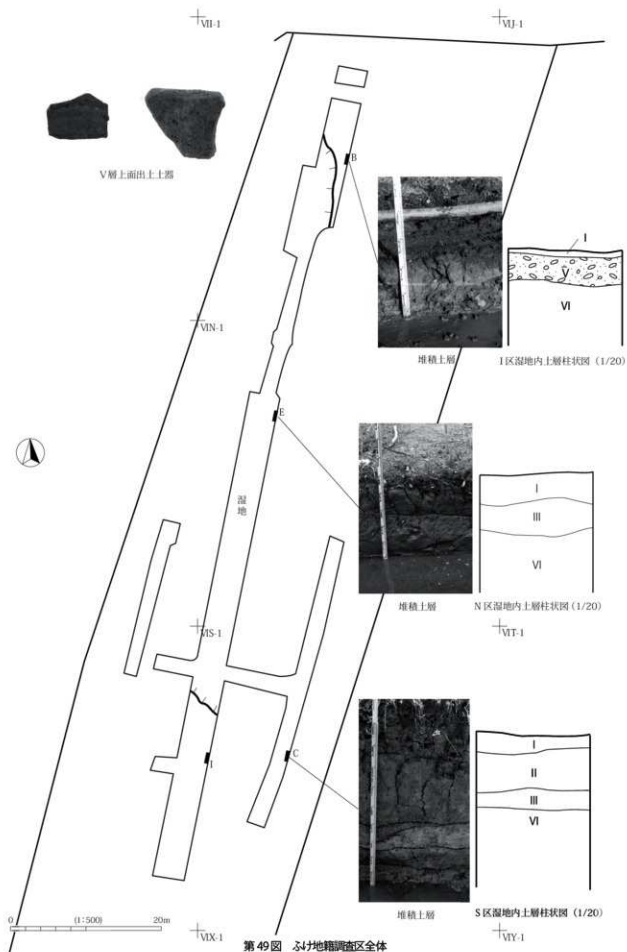 VII-1
VIJ-1
V層上面出土土器
B
I
V
VI
堆積土層
I区湿地内土層柱状図 (1/20)
VIN-1
E
湿地
I
III
VI
堆積土層
N区湿地内土層柱状図 (1/20)
VIS-1
VIT-1
I
C
I
II
III
VI
堆積土層
S区湿地内土層柱状図 (1/20)
0 (1:500) 20m
VIX-1
VIY-1
第49図 ふけ地籍調査区全体